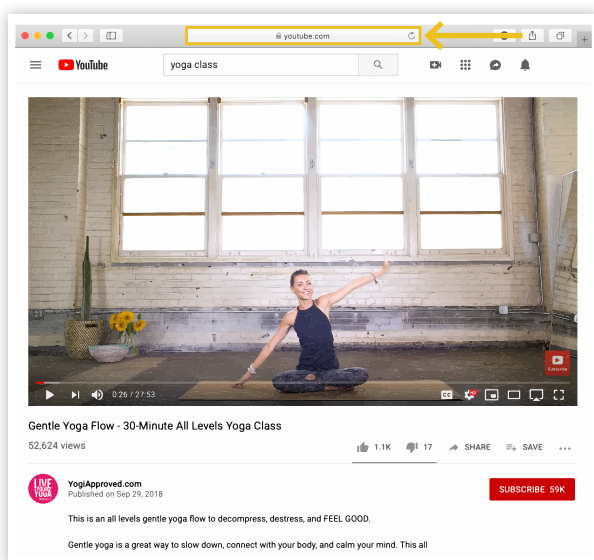 youtube.com
YouTube
yoga class
Subscribe
0:26 / 27:53
CC
HD
Gentle Yoga Flow - 30-Minute All Levels Yoga Class
52,624 views
1.1K 17 SHARE SAVE
LIVE YOUR YOGA
YogiApproved.com
Published on Sep 29, 2018
SUBSCRIBE 59K
This is an all levels gentle yoga flow to decompress, destress, and FEEL GOOD.
Gentle yoga is a great way to slow down, connect with your body, and calm your mind. This all